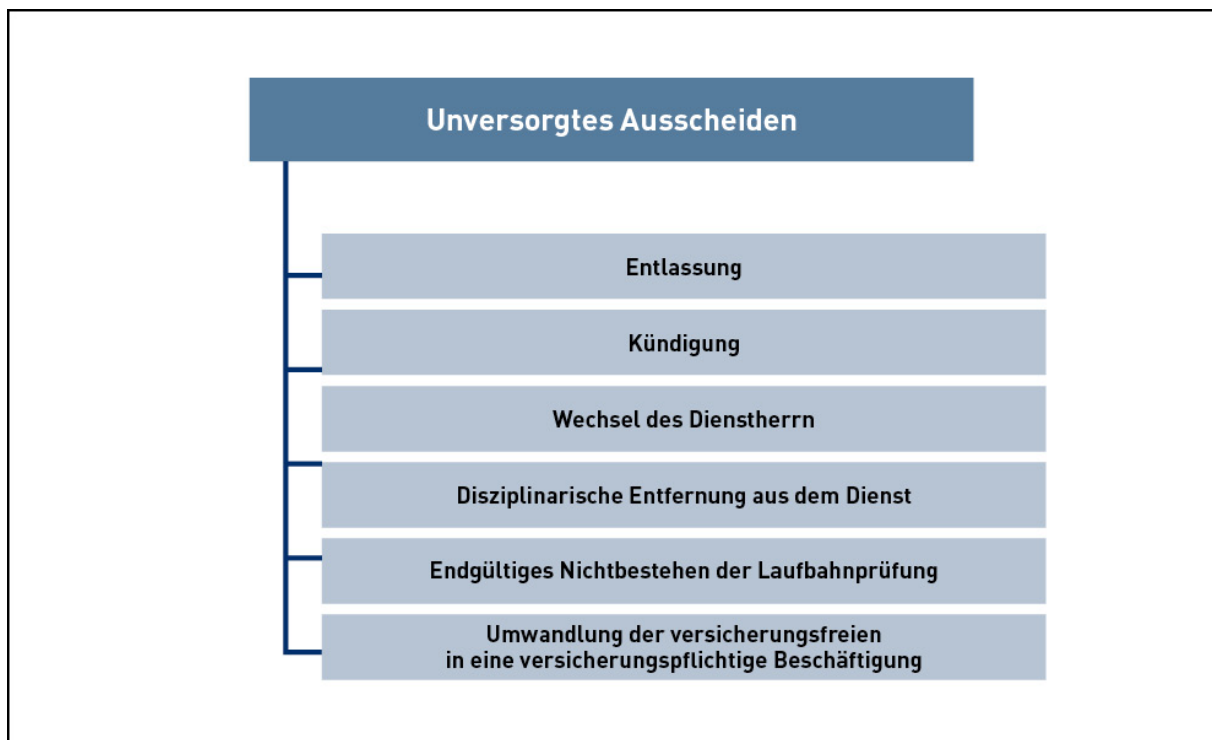 Unversorgtes Ausscheiden
Entlassung
Kündigung
Wechsel des Dienstherrn
Disziplinarische Entfernung aus dem Dienst
Endgültiges Nichtbestehen der Laufbahnprüfung
Umwandlung der versicherungsfreien
in eine versicherungspflichtige Beschäftigung